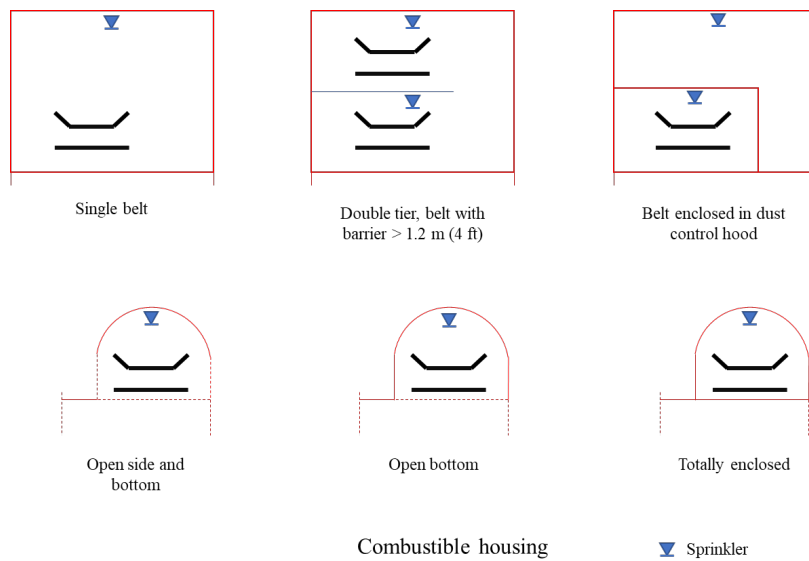 Single belt
Double tier, belt with
barrier > 1.2 m (4 ft)
Belt enclosed in dust
control hood
Open side and
bottom
Open bottom
Totally enclosed
Combustible housing
Sprinkler